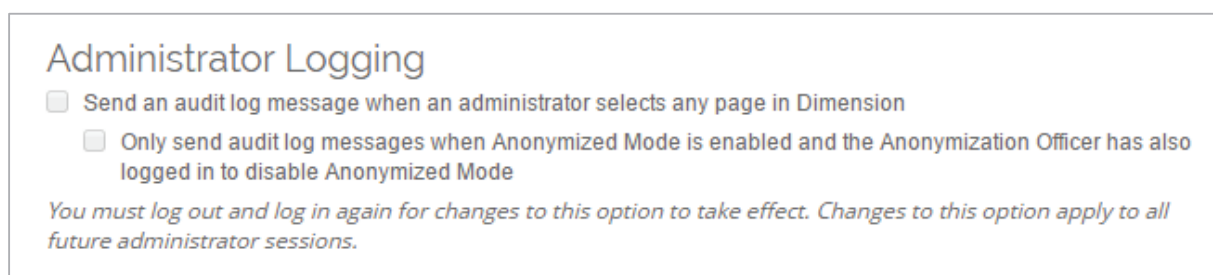 Administrator Logging
Send an audit log message when an administrator selects any page in Dimension
Only send audit log messages when Anonymized Mode is enabled and the Anonymization Officer has also
logged in to disable Anonymized Mode
You must log out and log in again for changes to this option to take effect. Changes to this option apply to all
future administrator sessions.